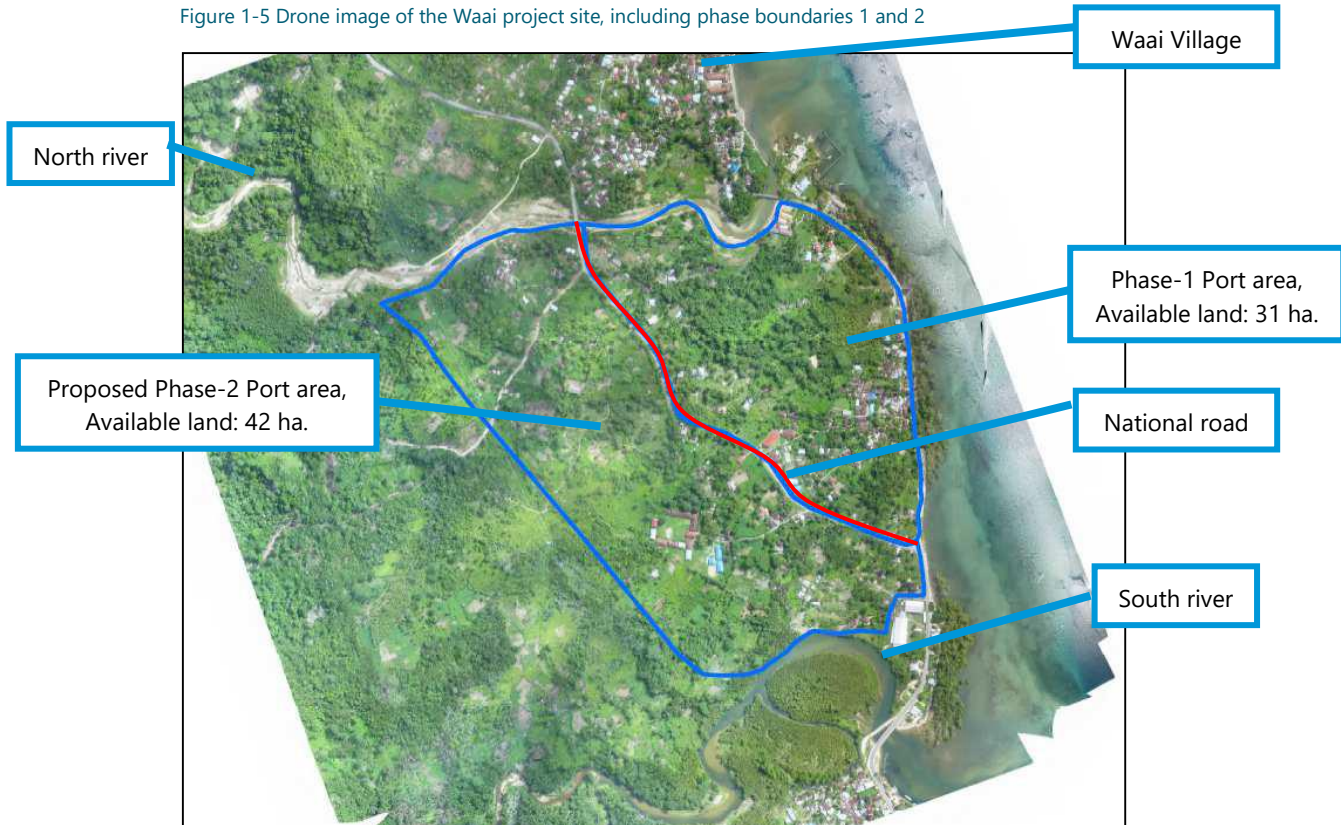 Figure 1-5 Drone image of the Waai project site, including phase boundaries 1 and 2
Waai Village
North river
Phase-1 Port area,
Available land: 31 ha.
Proposed Phase-2 Port area,
Available land: 42 ha.
National road
South river